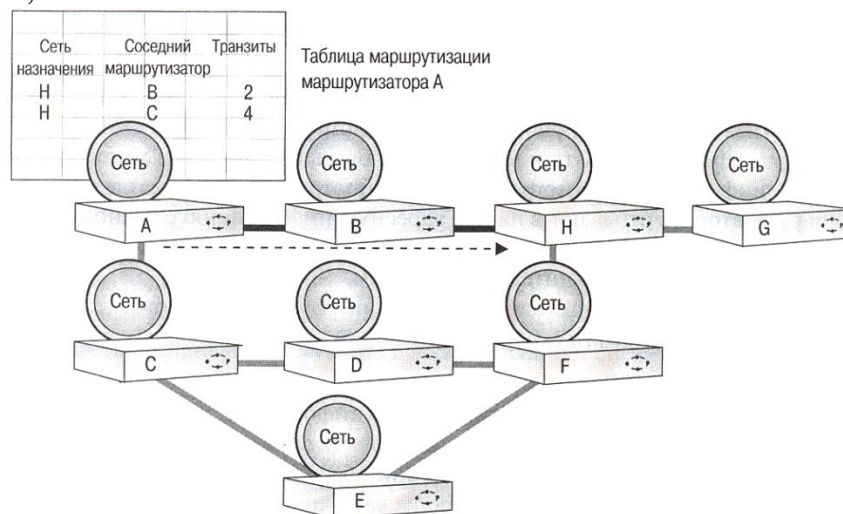 Сеть Соседний Транзиты
назначения маршрутизатор
H B 2
H C 4
Таблица маршрутизации
маршрутизатора A
Сеть Сеть Сеть Сеть
A B H G
Сеть Сеть Сеть
C D F
Сеть
E